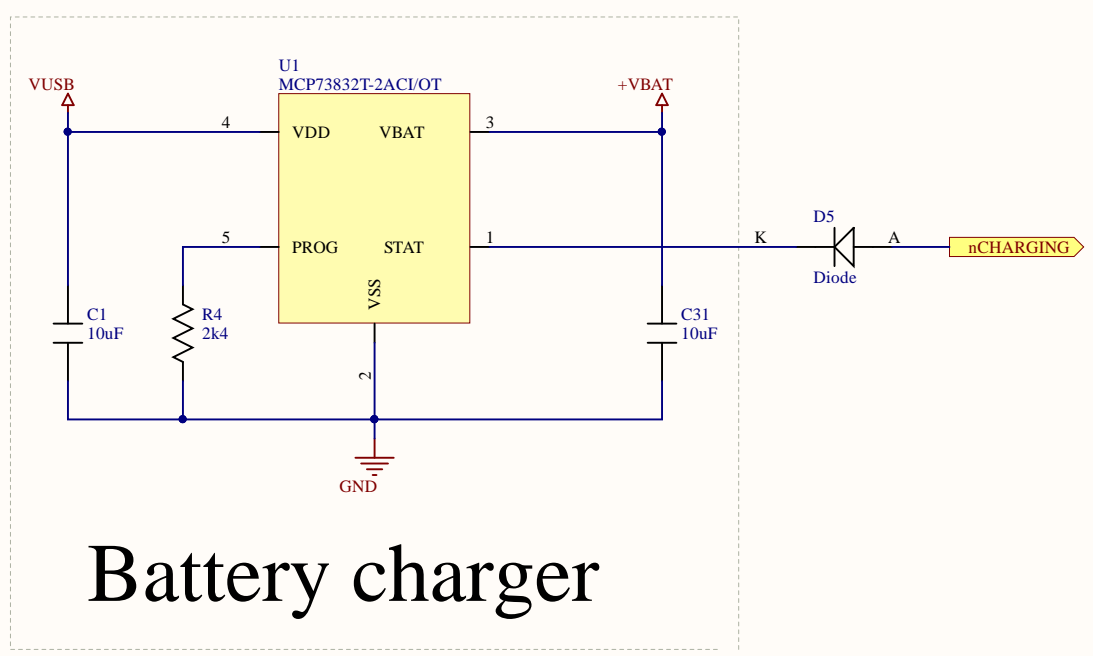 U1
MCP73832T-2ACI/OT
VUSB
+VBAT
4
VDD
VBAT
3
5
PROG
STAT
1
K
D5
A
nCHARGING
Diode
VSS
C1
10uF
R4
2k4
C31
10uF
2
GND
Battery charger